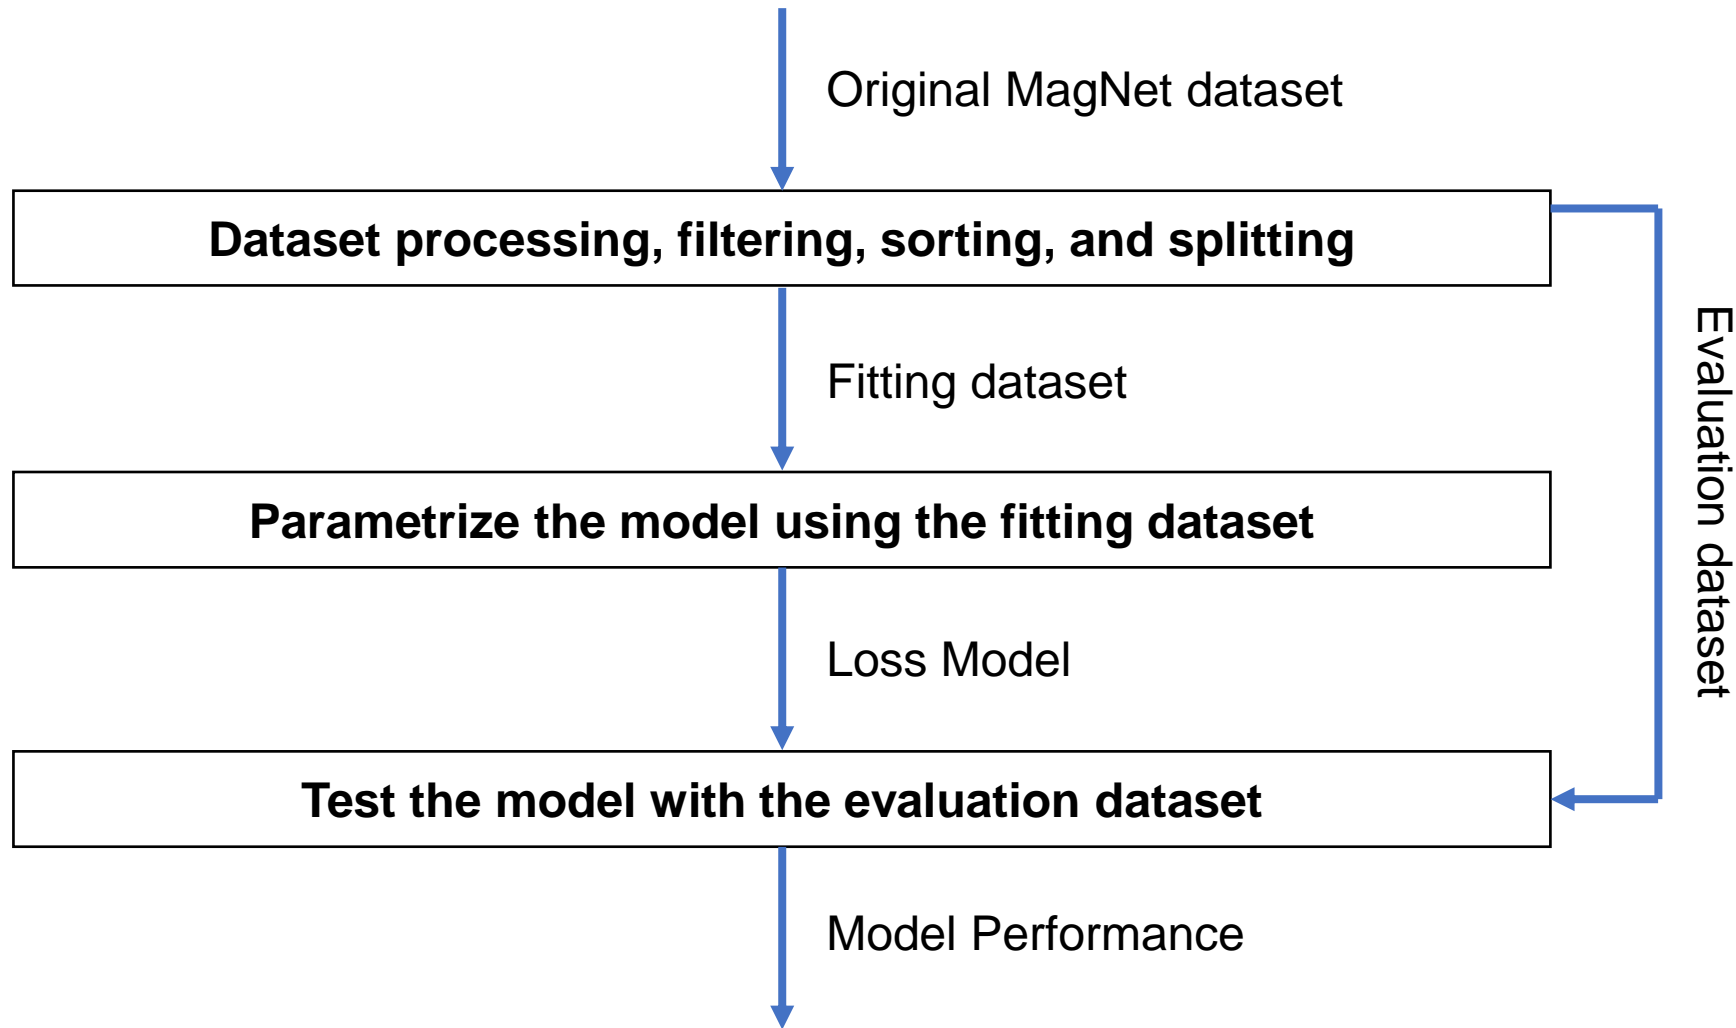 Original MagNet dataset
Dataset processing, filtering, sorting, and splitting
Fitting dataset
Evaluation dataset
Parametrize the model using the fitting dataset
Loss Model
Test the model with the evaluation dataset
Model Performance